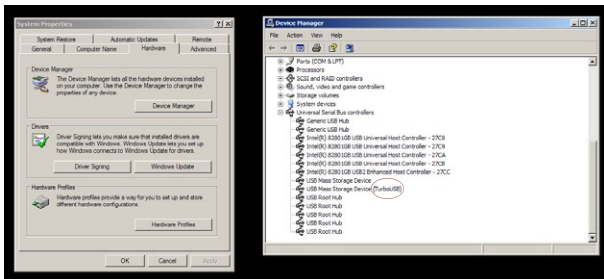 System Properties
System Restore
Automatic Updates
Remote
General
Computer Name
Hardware
Advanced
Device Manager
The Device Manager lists all the hardware devices installed
on your computer. Use the Device Manager to change the
properties of any device.
Device Manager
Drivers
Driver Signing lets you make sure that installed drivers are
compatible with Windows. Windows Update lets you set up
how Windows connects to Windows Update for drivers.
Driver Signing
Windows Update
Hardware Profiles
Hardware profiles provide a way for you to set up and store
different hardware configurations.
Hardware Profiles
OK
Cancel
Apply
Device Manager
File Action View Help
Ports (COM & LPT)
Processors
SCSI and RAID controllers
Sound, video and game controllers
Storage volumes
System devices
Universal Serial Bus controllers
Generic USB Hub
Generic USB Hub
Intel(R) 82801GB USB Universal Host Controller - 27C8
Intel(R) 82801GB USB Universal Host Controller - 27C9
Intel(R) 82801GB USB Universal Host Controller - 27CA
Intel(R) 82801GB USB Universal Host Controller - 27CB
Intel(R) 82801GB USB2 Enhanced Host Controller - 27CC
USB Mass Storage Device
USB Mass Storage Device (TurboUSB)
USB Root Hub
USB Root Hub
USB Root Hub
USB Root Hub
USB Root Hub